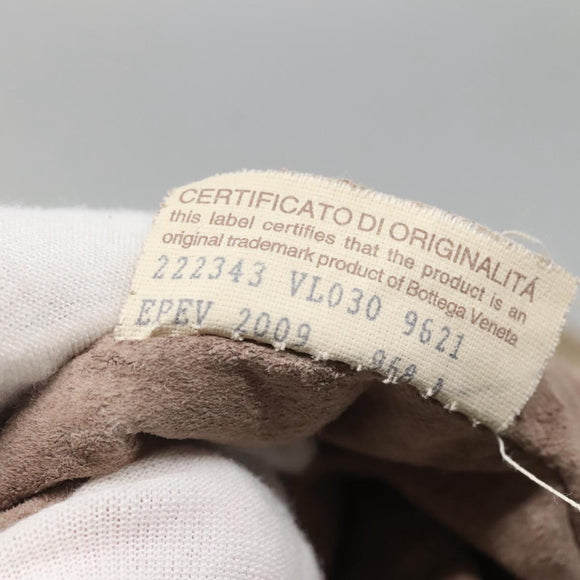 CERTIFICATO DI ORIGINALITÁ
this label certifies that the product is an
original trademark product of Bottega Veneta
222343 VL030 9621
EPEV 2009